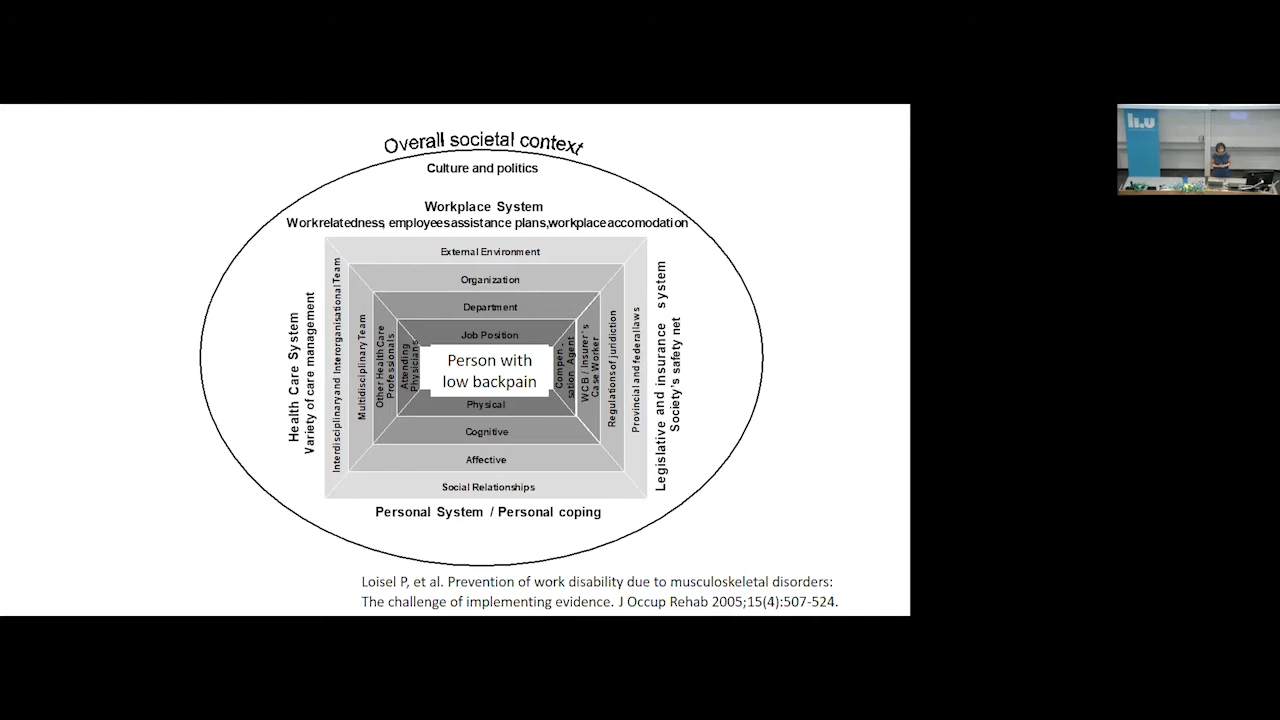 Overall societal context
Culture and politics
Workplace System
Workrelatedness, employeesassistance plans,workplaceaccomodation
External Environment
Organization
Department
Job Position
Health Care System
Variety of care management
Interdisciplinary and Interorganisational Team
Multidisciplinary Team
Other Health Care
Professionals
Attending
Physicians
Person with
low backpain
Compen-
sation Agent
WCB / Insurer's
Case Worker
Regulations of juridiction
Provincial and federal laws
Legislative and insurance system
Society's safety net
Physical
Cognitive
Affective
Social Relationships
Personal System / Personal coping
Loisel P, et al. Prevention of work disability due to musculoskeletal disorders:
The challenge of implementing evidence. J Occup Rehab 2005;15(4):507-524.
li.u